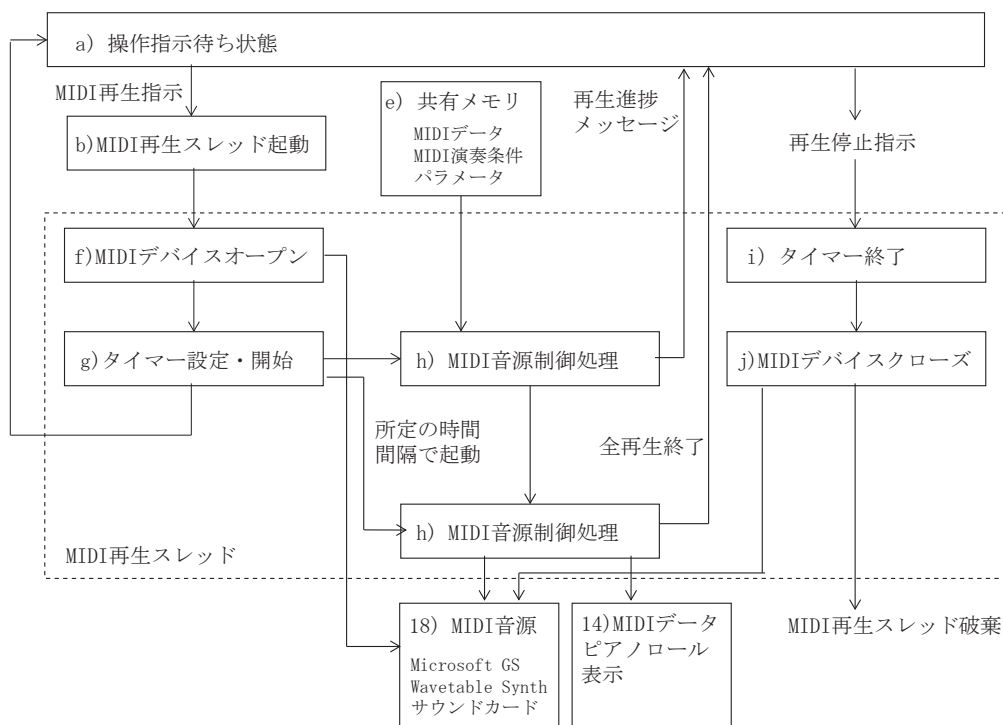 a) 操作指示待ち状態
MIDI再生指示
b)MIDI再生スレッド起動
e) 共有メモリ
MIDIデータ
MIDI演奏条件
パラメータ
再生進捗
メッセージ
再生停止指示
f)MIDIデバイスオープン
i) タイマー終了
g)タイマー設定・開始
h) MIDI音源制御処理
j)MIDIデバイスクローズ
所定の時間
間隔で起動
全再生終了
h) MIDI音源制御処理
MIDI再生スレッド
18) MIDI音源
Microsoft GS
Wavetable Synth
サウンドカード
14)MIDIデータ
ピアノロール
表示
MIDI再生スレッド破棄